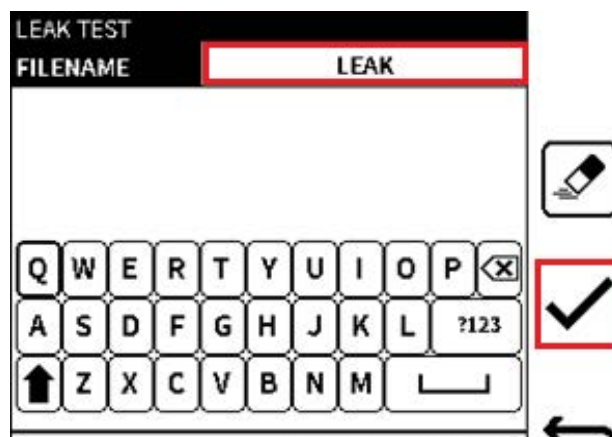 LEAK TEST
FILENAME LEAK
Q W E R T Y U I O P
A S D F G H J K L ?123
Z X C V B N M